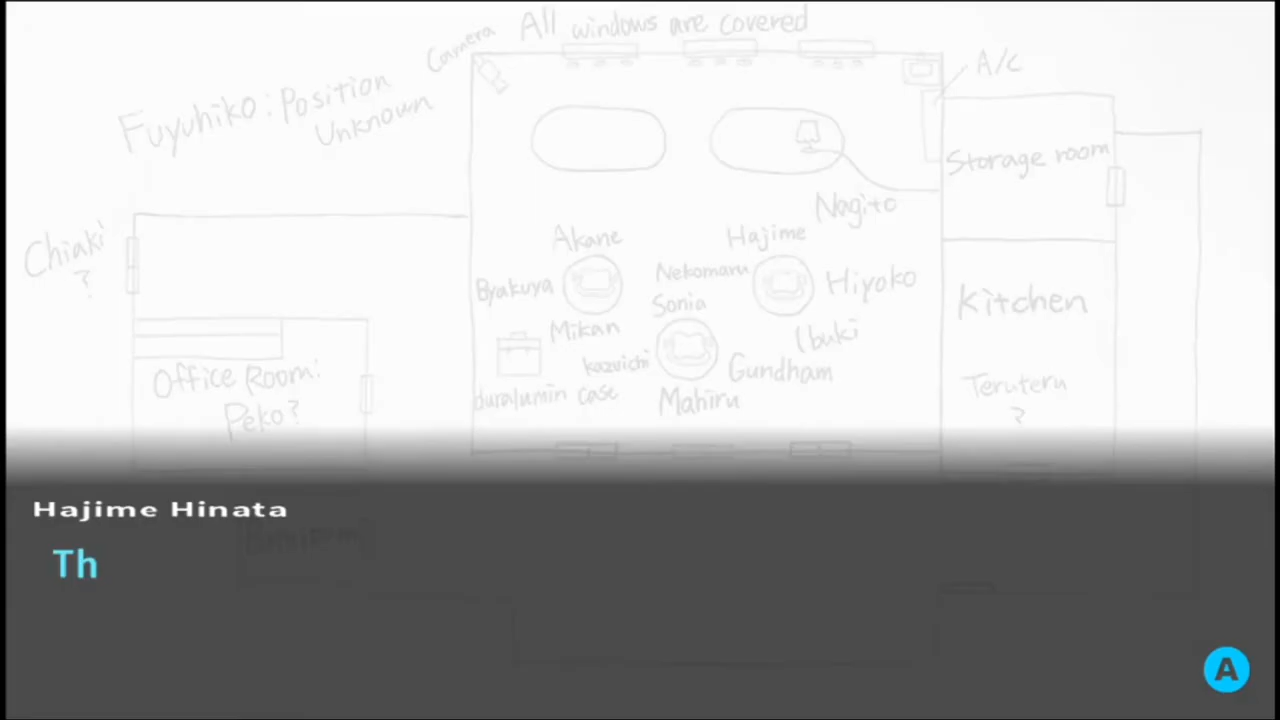 All windows are covered
Camera
A/c
Fuyuhiko: Position
Unknown
Storage room
Nagito
Chiaki
?
Akane
Hajime
Byakuya
Nekomaru
Hiyoko
Sonia
Kitchen
Mikan
Ibuki
kazuichi
Gundham
Office Room:
Peko?
duralumin case
Mahiru
Teruteru
?
Hajime Hinata
Th
A